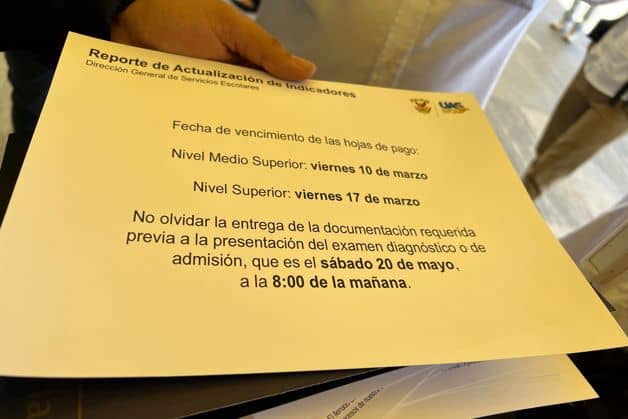 Reporte de Actualización de Indicadores
Dirección General de Servicios Escolares
UAS
Fecha de vencimiento de las hojas de pago:
Nivel Medio Superior: viernes 10 de marzo
Nivel Superior: viernes 17 de marzo
No olvidar la entrega de la documentación requerida
previa a la presentación del examen diagnóstico o de
admisión, que es el sábado 20 de mayo,
a la 8:00 de la mañana.